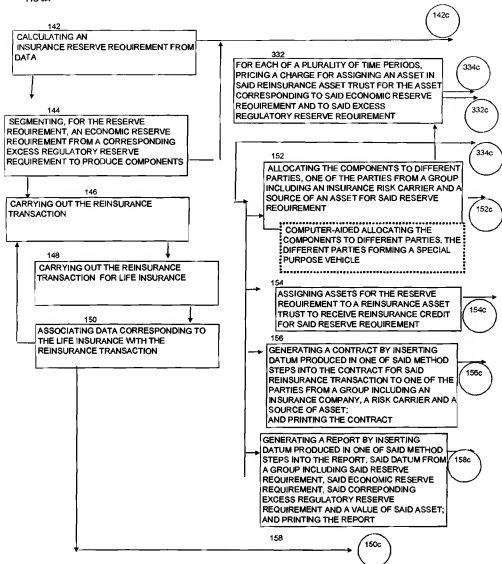 142
CALCULATING AN
INSURANCE RESERVE REQUIREMENT FROM
DATA
142c
144
SEGMENTING, FOR THE RESERVE
REQUIREMENT, AN ECONOMIC RESERVE
REQUIREMENT FROM A CORRESPONDING
EXCESS REGULATORY RESERVE
REQUIREMENT TO PRODUCE COMPONENTS
146
CARRYING OUT THE REINSURANCE
TRANSACTION
148
CARRYING OUT THE REINSURANCE
TRANSACTION FOR LIFE INSURANCE
150
ASSOCIATING DATA CORRESPONDING TO
THE LIFE INSURANCE WITH THE
REINSURANCE TRANSACTION
332
FOR EACH OF A PLURALITY OF TIME PERIODS,
PRICING A CHARGE FOR ASSIGNING AN ASSET IN
SAID REINSURANCE ASSET TRUST FOR THE ASSET
CORRESPONDING TO SAID ECONOMIC RESERVE
REQUIREMENT AND TO SAID EXCESS
REGULATORY RESERVE REQUIREMENT
334c
332c
334c
152
ALLOCATING THE COMPONENTS TO DIFFERENT
PARTIES, ONE OF THE PARTIES FROM A GROUP
INCLUDING AN INSURANCE RISK CARRIER AND A
SOURCE OF AN ASSET FOR SAID RESERVE
REQUIREMENT
152c
COMPUTER-AIDED ALLOCATING THE
COMPONENTS TO DIFFERENT PARTIES, THE
DIFFERENT PARTIES FORMING A SPECIAL
PURPOSE VEHICLE
154
ASSIGNING ASSETS FOR THE RESERVE
REQUIREMENT TO A REINSURANCE ASSET
TRUST TO RECEIVE REINSURANCE CREDIT
FOR SAID RESERVE REQUIREMENT
154c
156
GENERATING A CONTRACT BY INSERTING
DATUM PRODUCED IN ONE OF SAID METHOD
STEPS INTO THE CONTRACT FOR SAID
REINSURANCE TRANSACTION TO ONE OF THE
PARTIES FROM A GROUP INCLUDING AN
INSURANCE COMPANY, A RISK CARRIER AND A
SOURCE OF ASSET;
AND PRINTING THE CONTRACT
156c
GENERATING A REPORT BY INSERTING
DATUM PRODUCED IN ONE OF SAID METHOD
STEPS INTO THE REPORT, SAID DATUM FROM
A GROUP INCLUDING SAID RESERVE
REQUIREMENT, SAID ECONOMIC RESERVE
REQUIREMENT, SAID CORREPONDING
EXCESS REGULATORY RESERVE
REQUIREMENT AND A VALUE OF SAID ASSET;
AND PRINTING THE REPORT
158c
158
150c